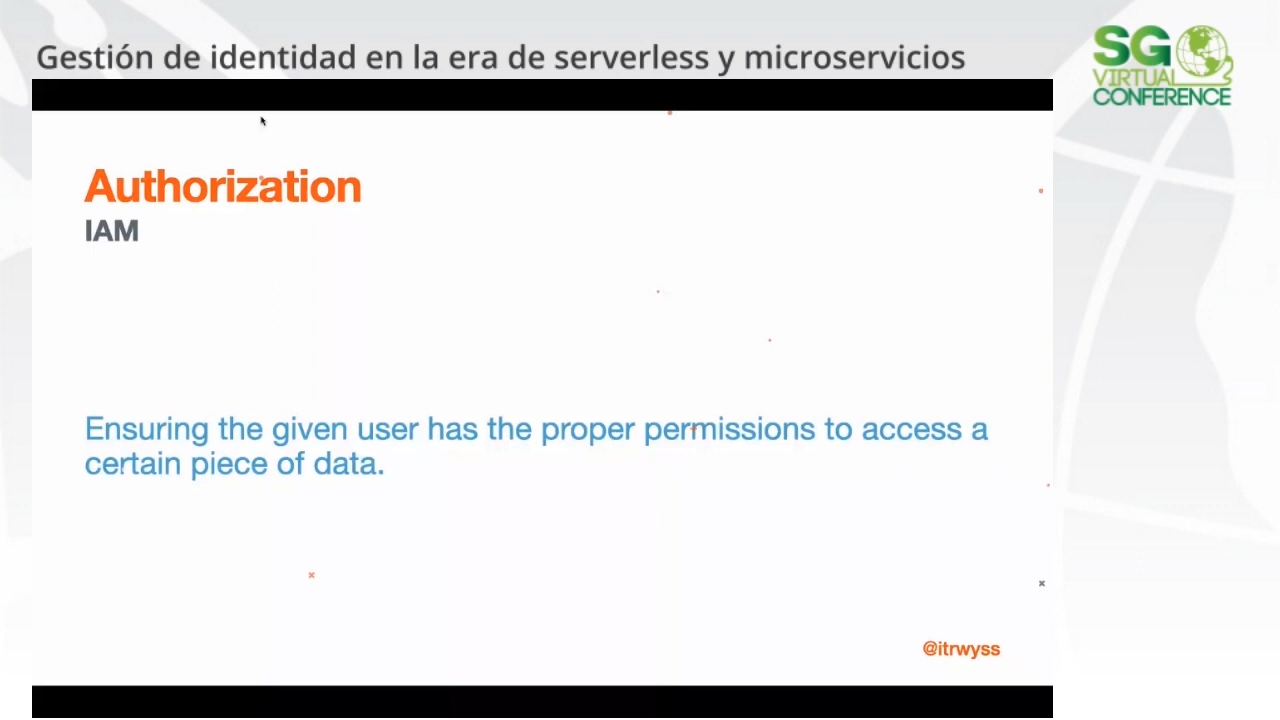 Gestión de identidad en la era de serverless y microservicios
SG
VIRTUAL
CONFERENCE
Authorization
IAM
Ensuring the given user has the proper permissions to access a
certain piece of data.
@itrwyss